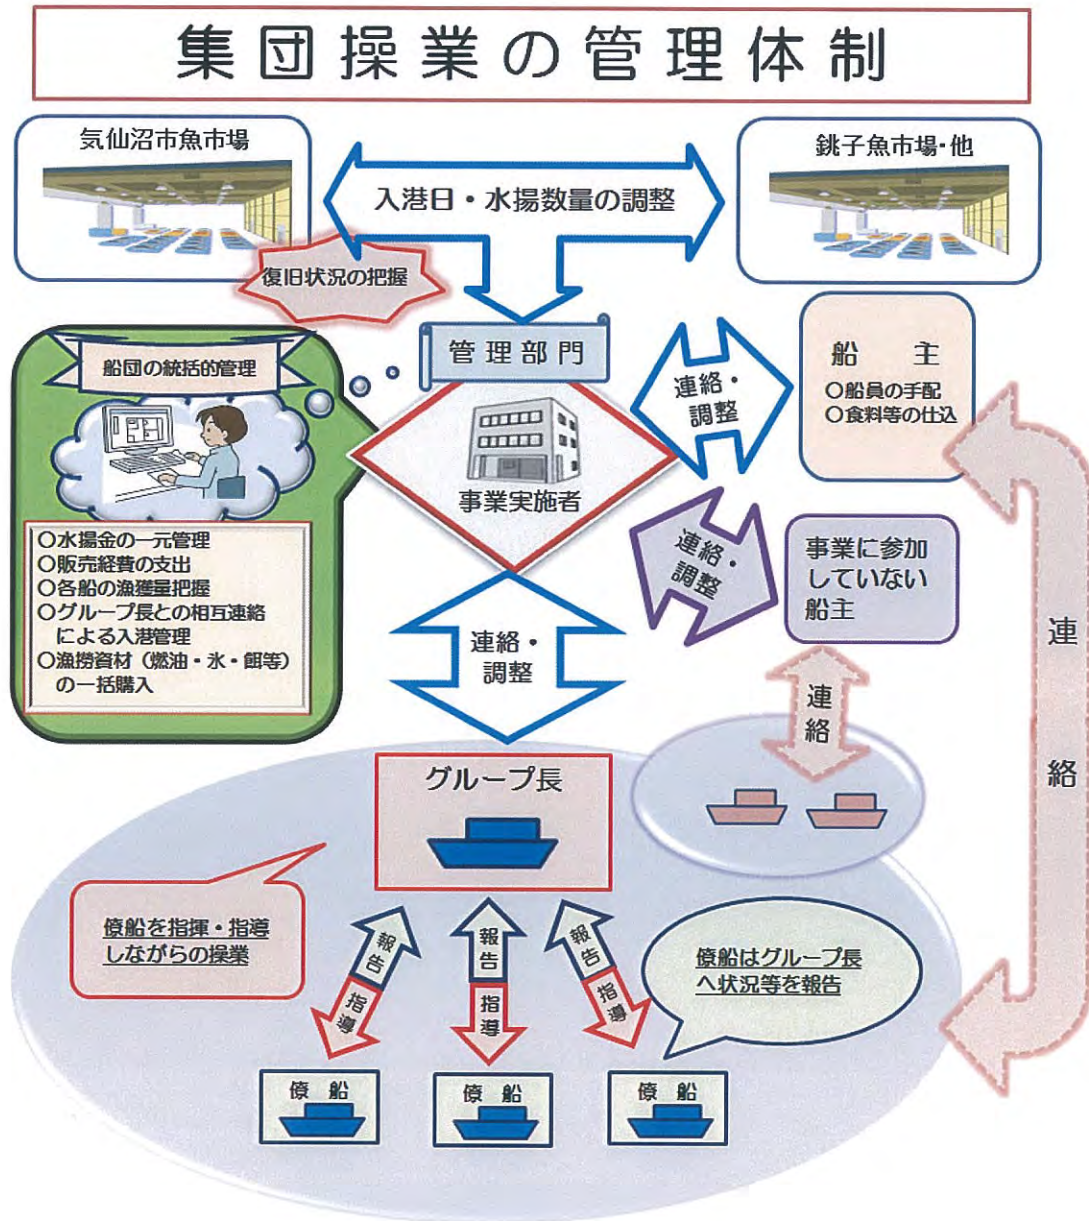 集団操業の管理体制
気仙沼市魚市場
銚子魚市場・他
入港日・水揚数量の調整
復旧状況の把握
管理部門
事業実施者
船団の統括的管理
○水揚金の一元管理
○販売経費の支出
○各船の漁獲量把握
○グループ長との相互連絡
による入港管理
○漁撈資材（燃油・氷・餌等）
の一括購入
連絡・
調整
船　主
○船員の手配
○食料等の仕込
連絡・
調整
事業に参加
していない
船主
連絡・
調整
連絡
連絡
グループ長
僚船を指揮・指導
しながらの操業
報告
指導
報告
指導
報告
指導
僚船はグループ長
へ状況等を報告
僚船
僚船
僚船